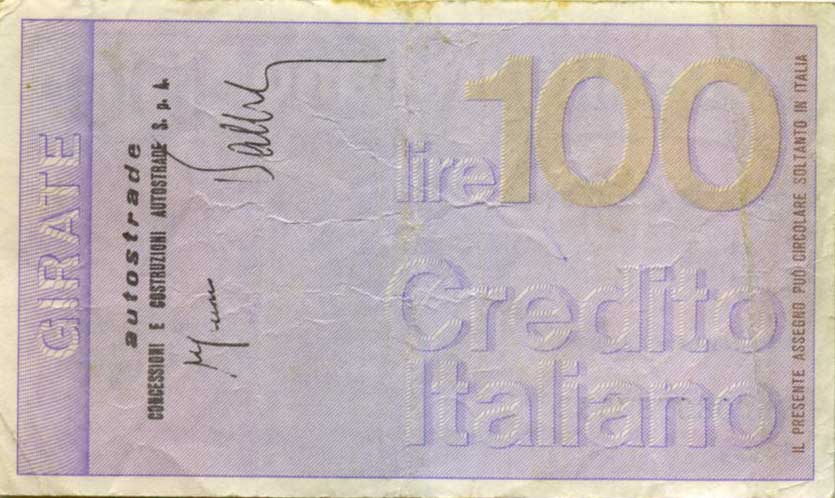 GIRATE
autostrade
CONCESSIONI E COSTRUZIONI AUTOSTRADE S. p. A.
lire 100
Credito
Italiano
IL PRESENTE ASSEGNO PUÒ CIRCOLARE SOLTANTO IN ITALIA